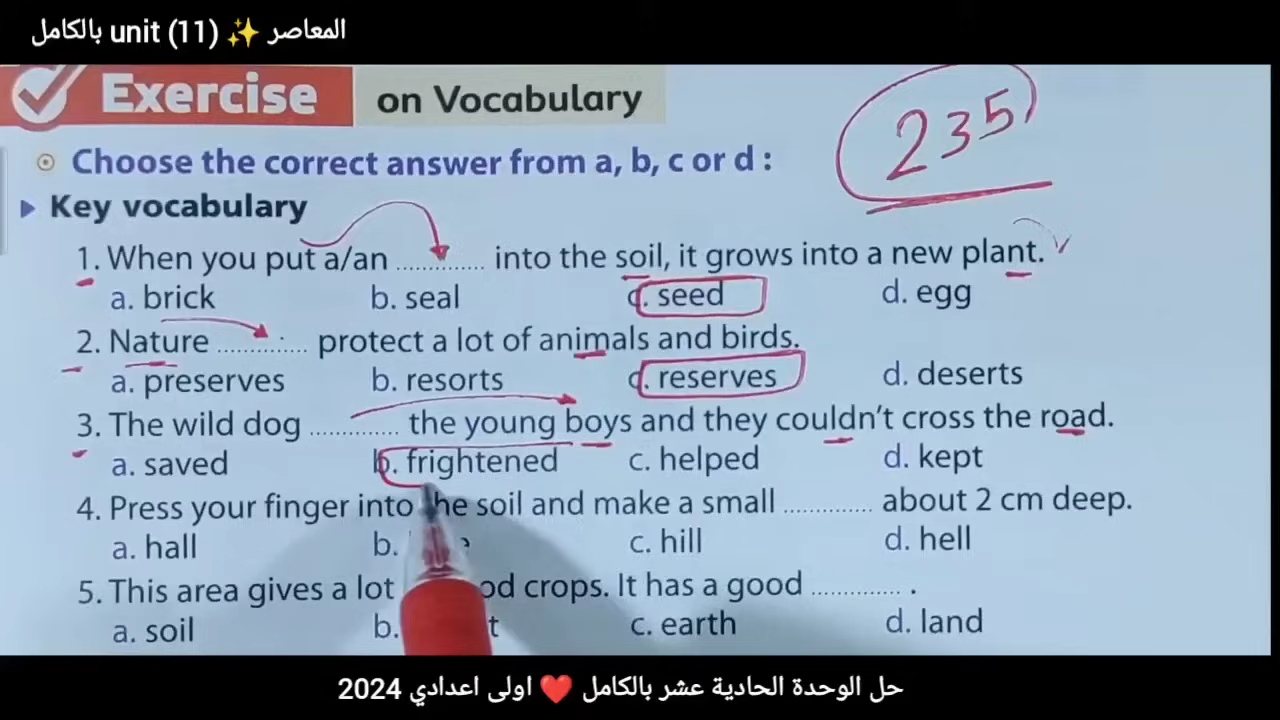 المعاصر ✨ unit (11) بالكامل
Exercise on Vocabulary
235
Choose the correct answer from a, b, c or d :
Key vocabulary
1. When you put a/an ............ into the soil, it grows into a new plant.
a. brick b. seal c. seed d. egg
2. Nature ............ protect a lot of animals and birds.
a. preserves b. resorts c. reserves d. deserts
3. The wild dog ............ the young boys and they couldn't cross the road.
a. saved b. frightened c. helped d. kept
4. Press your finger into the soil and make a small ............ about 2 cm deep.
a. hall b. c. hill d. hell
5. This area gives a lot crops. It has a good ............ .
a. soil b. c. earth d. land
حل الوحدة الحادية عشر بالكامل ❤️ اولى اعدادي 2024